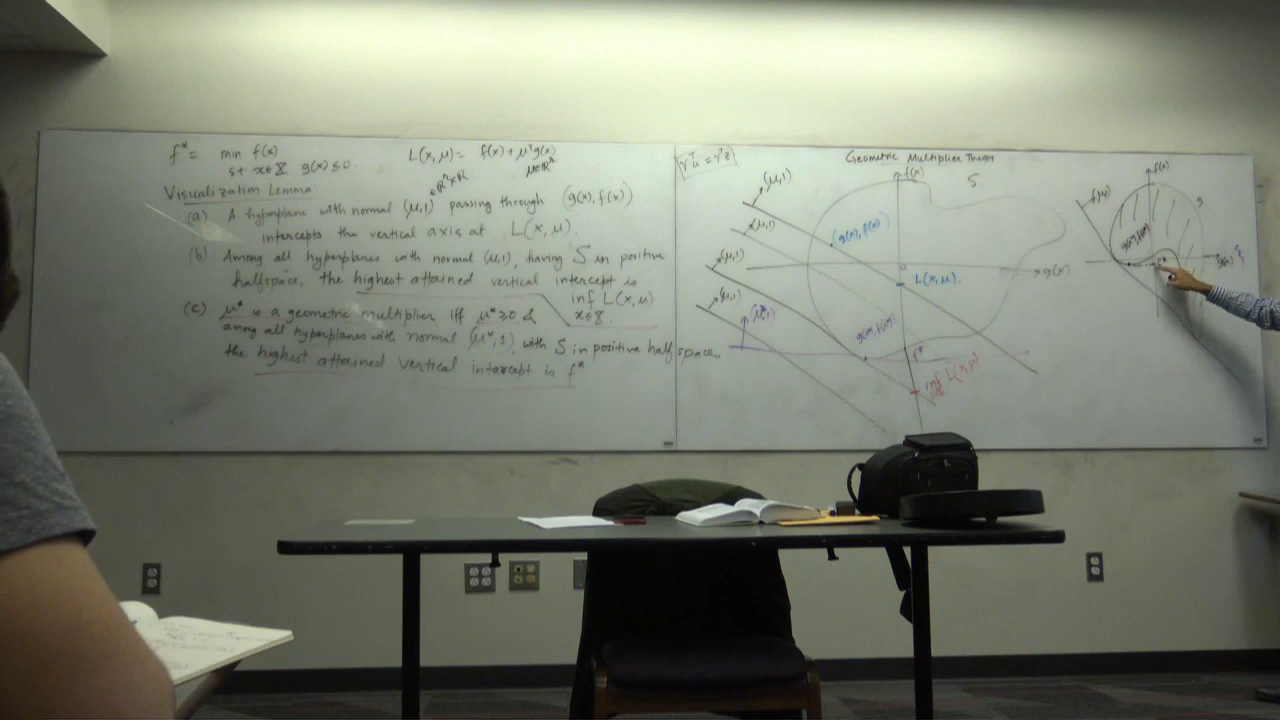 f* = min f(x)
s.t. x∈X g(x) ≤ 0.
L(x, μ) = f(x) + μᵀg(x)
Visualization Lemma
(a) A hyperplane with normal (μ,1) passing through (g(x), f(x))
intercepts the vertical axis at L(x, μ).
(b) Among all hyperplanes with normal (μ,1), having S in positive
halfspace, the highest attained vertical intercept is
inf L(x, μ)
x∈X.
(c) μ* is a geometric multiplier iff μ* ≥ 0 &
among all hyperplanes with normal (μ*, 1), with S in positive half space,
the highest attained vertical intercept is f*
Geometric Multiplier
f(x)
S
(μ,1)
(μ,1)
(μ,1)
(μ,1)
(μ*,1)
(g(x), f(x))
0
g(x)
L(x, μ).
(g(x), f(x))
f*
inf L(x, μ)
x∈X
f(x)
S